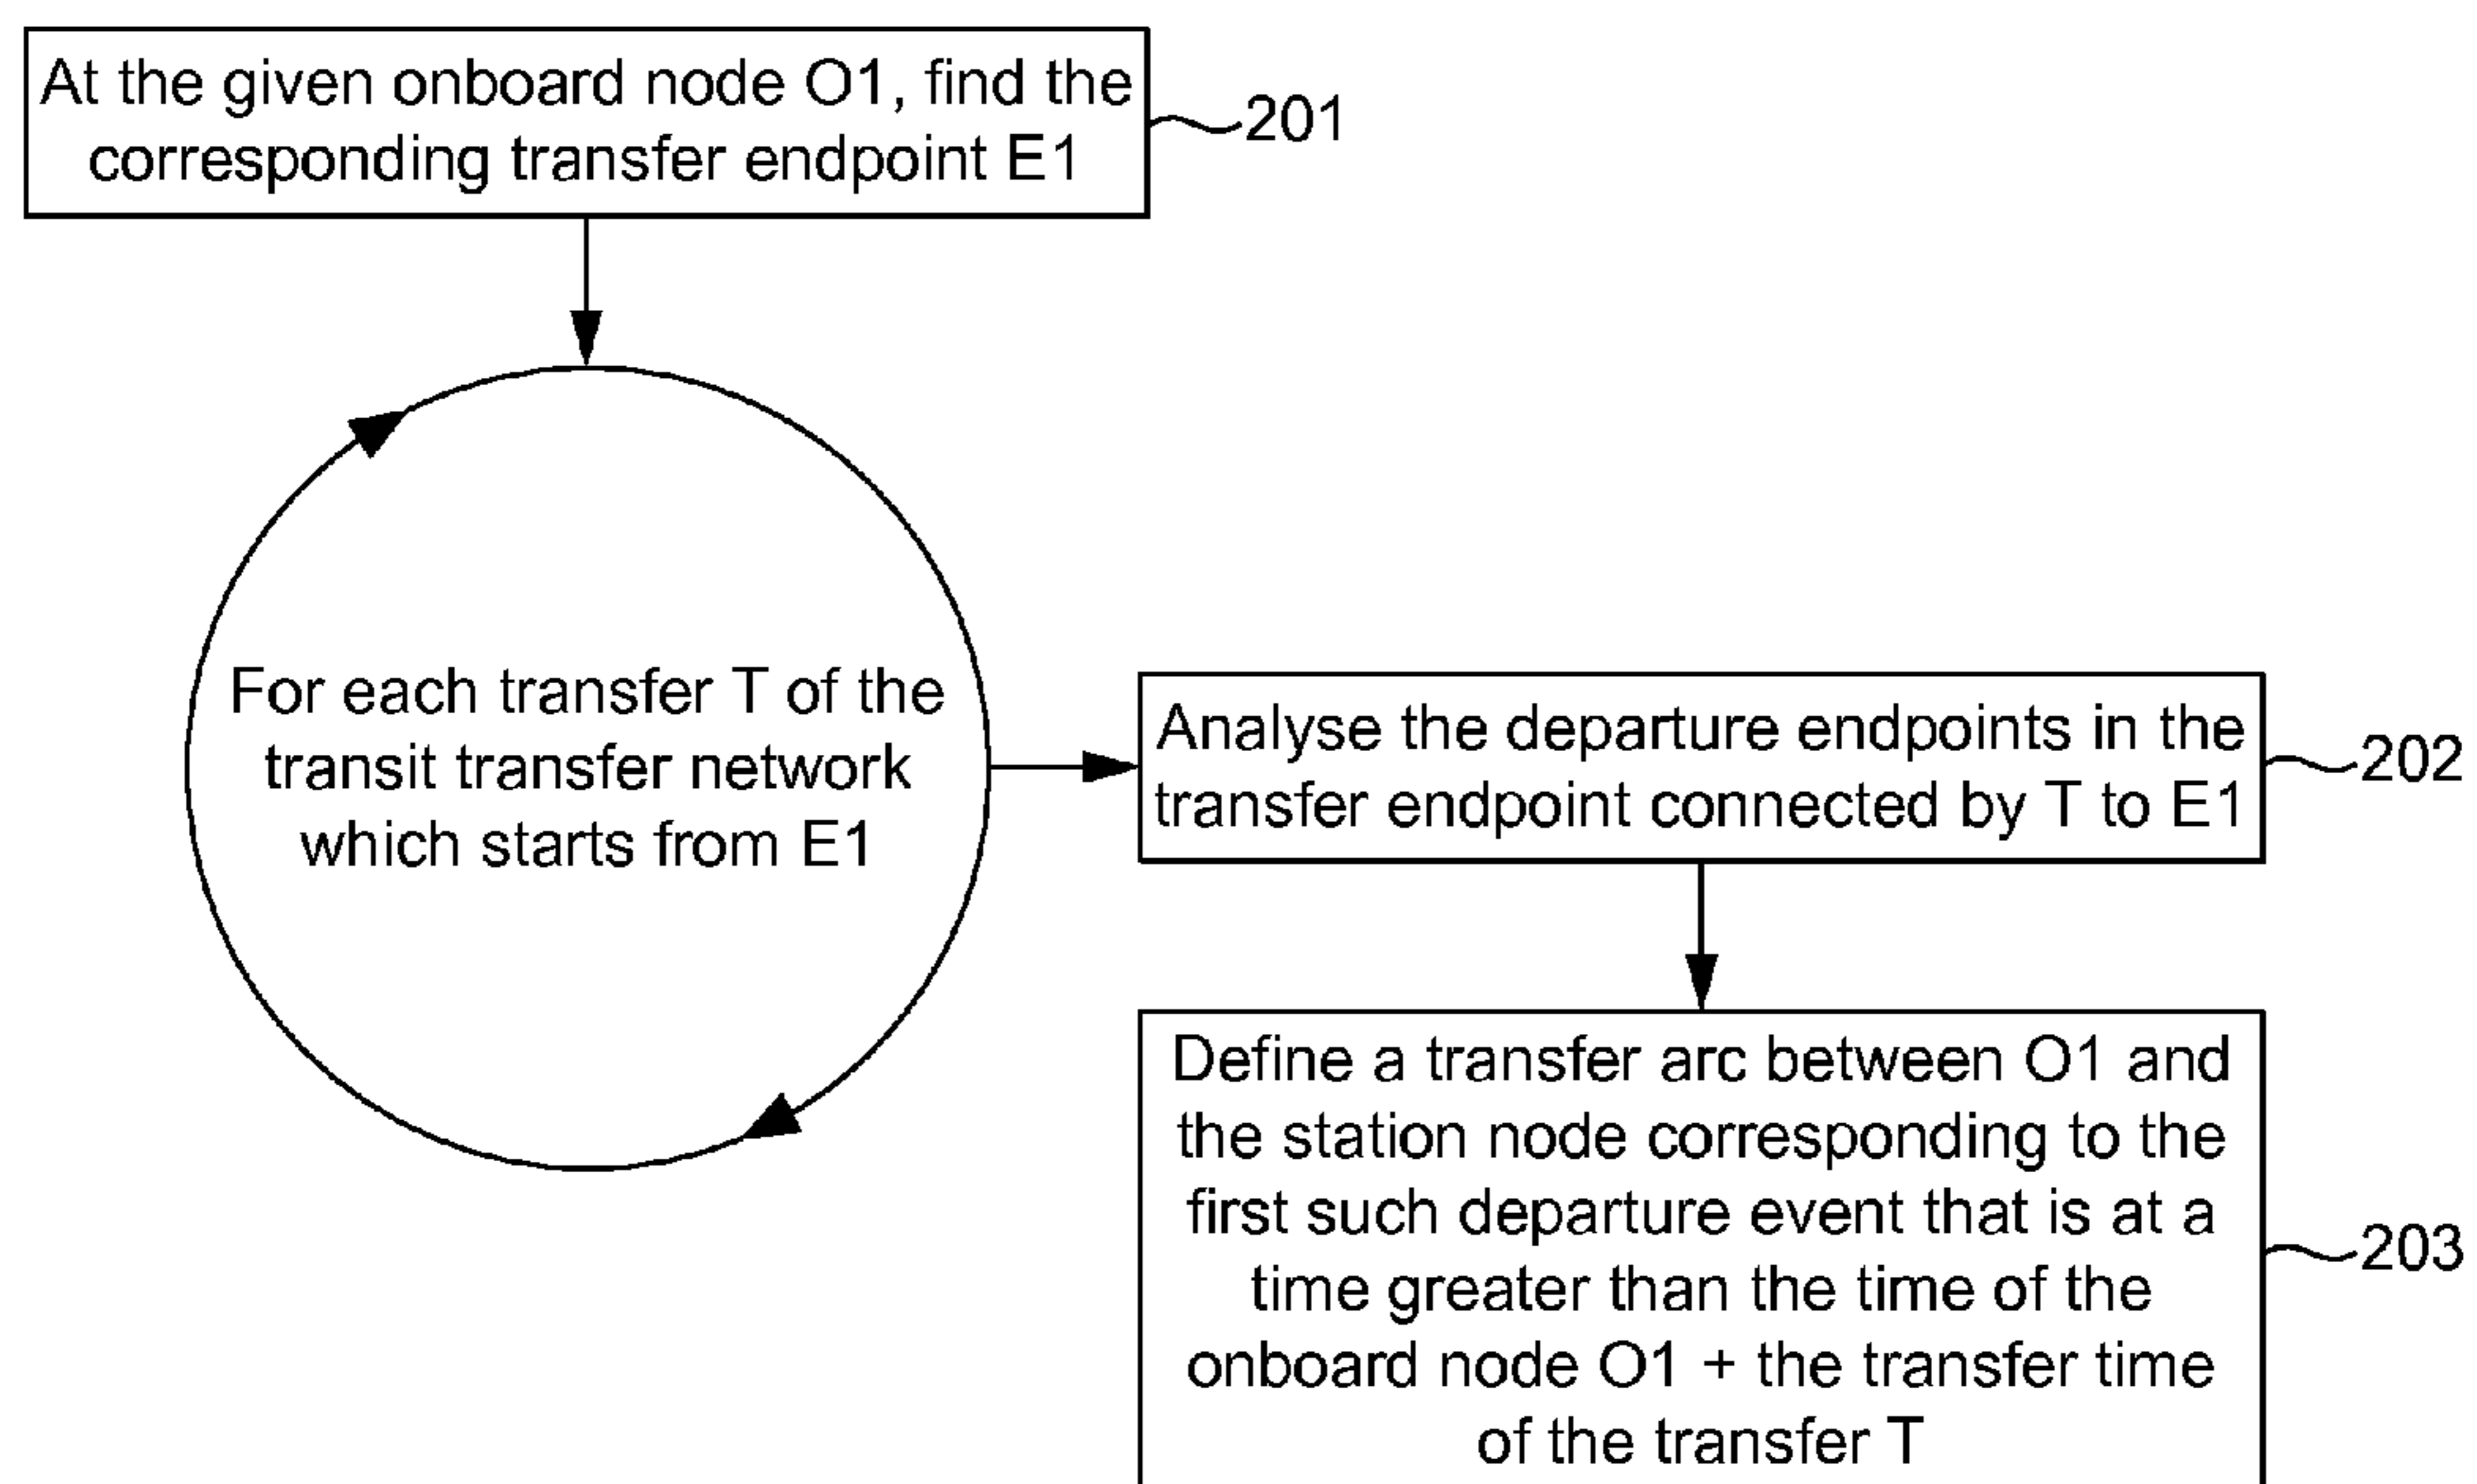 At the given onboard node O1, find the
corresponding transfer endpoint E1
201
For each transfer T of the
transit transfer network
which starts from E1
Analyse the departure endpoints in the
transfer endpoint connected by T to E1
202
Define a transfer arc between O1 and
the station node corresponding to the
first such departure event that is at a
time greater than the time of the
onboard node O1 + the transfer time
of the transfer T
203